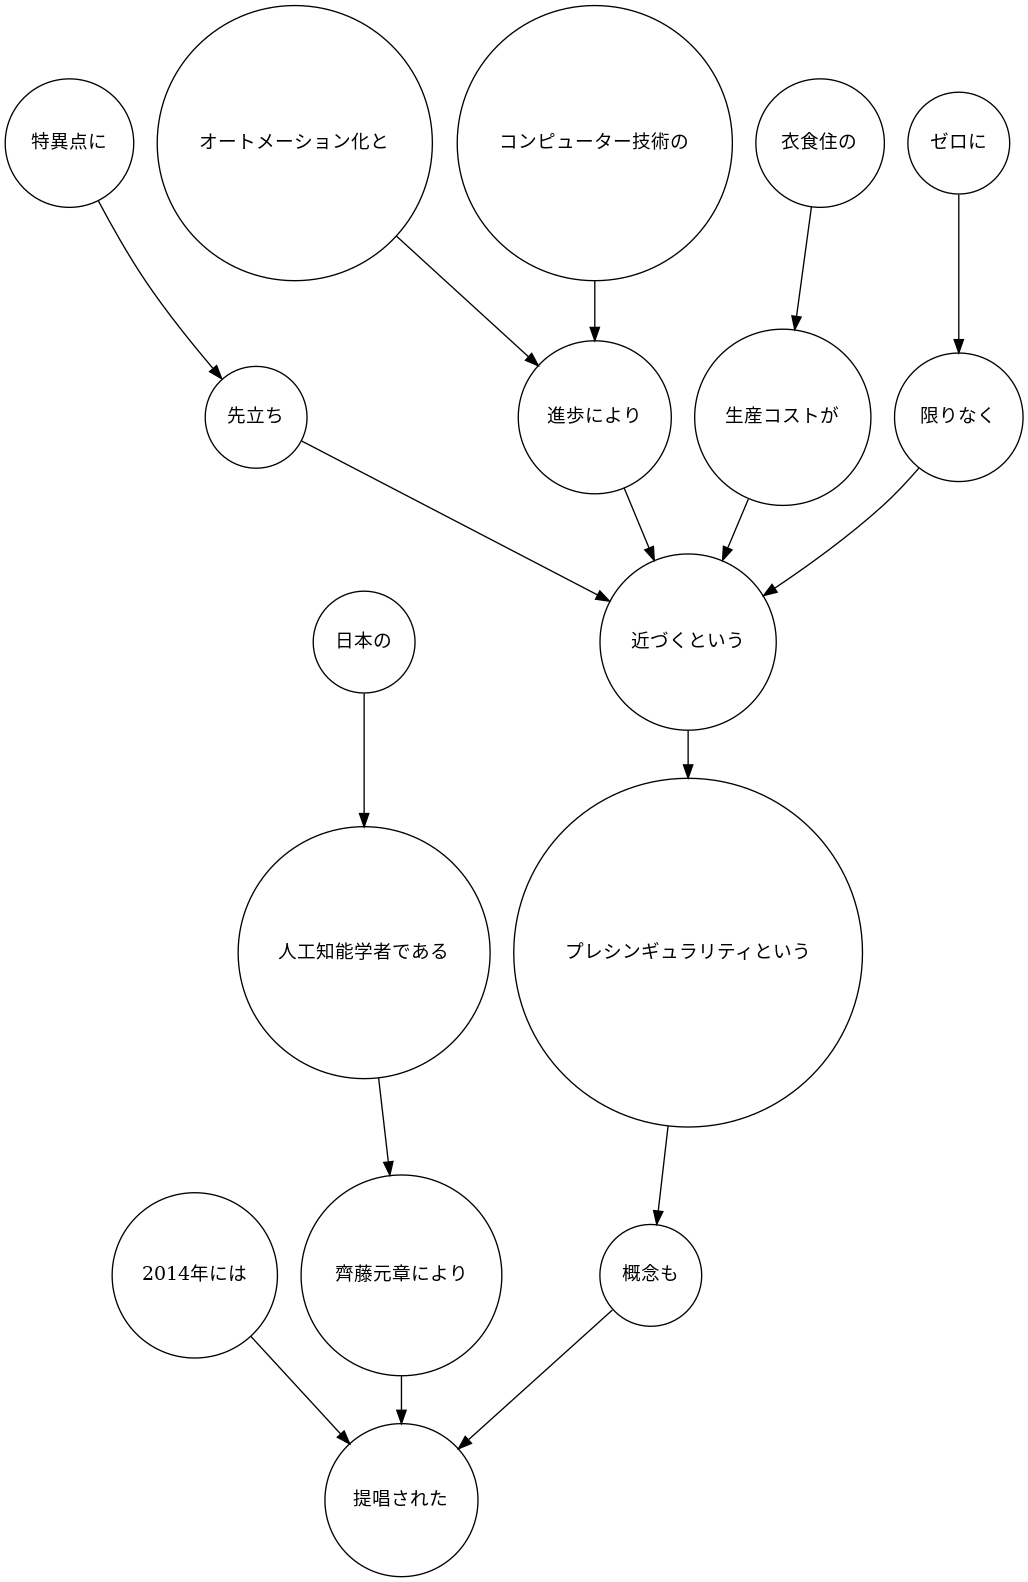 特異点に
オートメーション化と
コンピューター技術の
衣食住の
ゼロに
先立ち
進歩により
生産コストが
限りなく
日本の
近づくという
人工知能学者である
プレシンギュラリティという
2014年には
齊藤元章により
概念も
提唱された